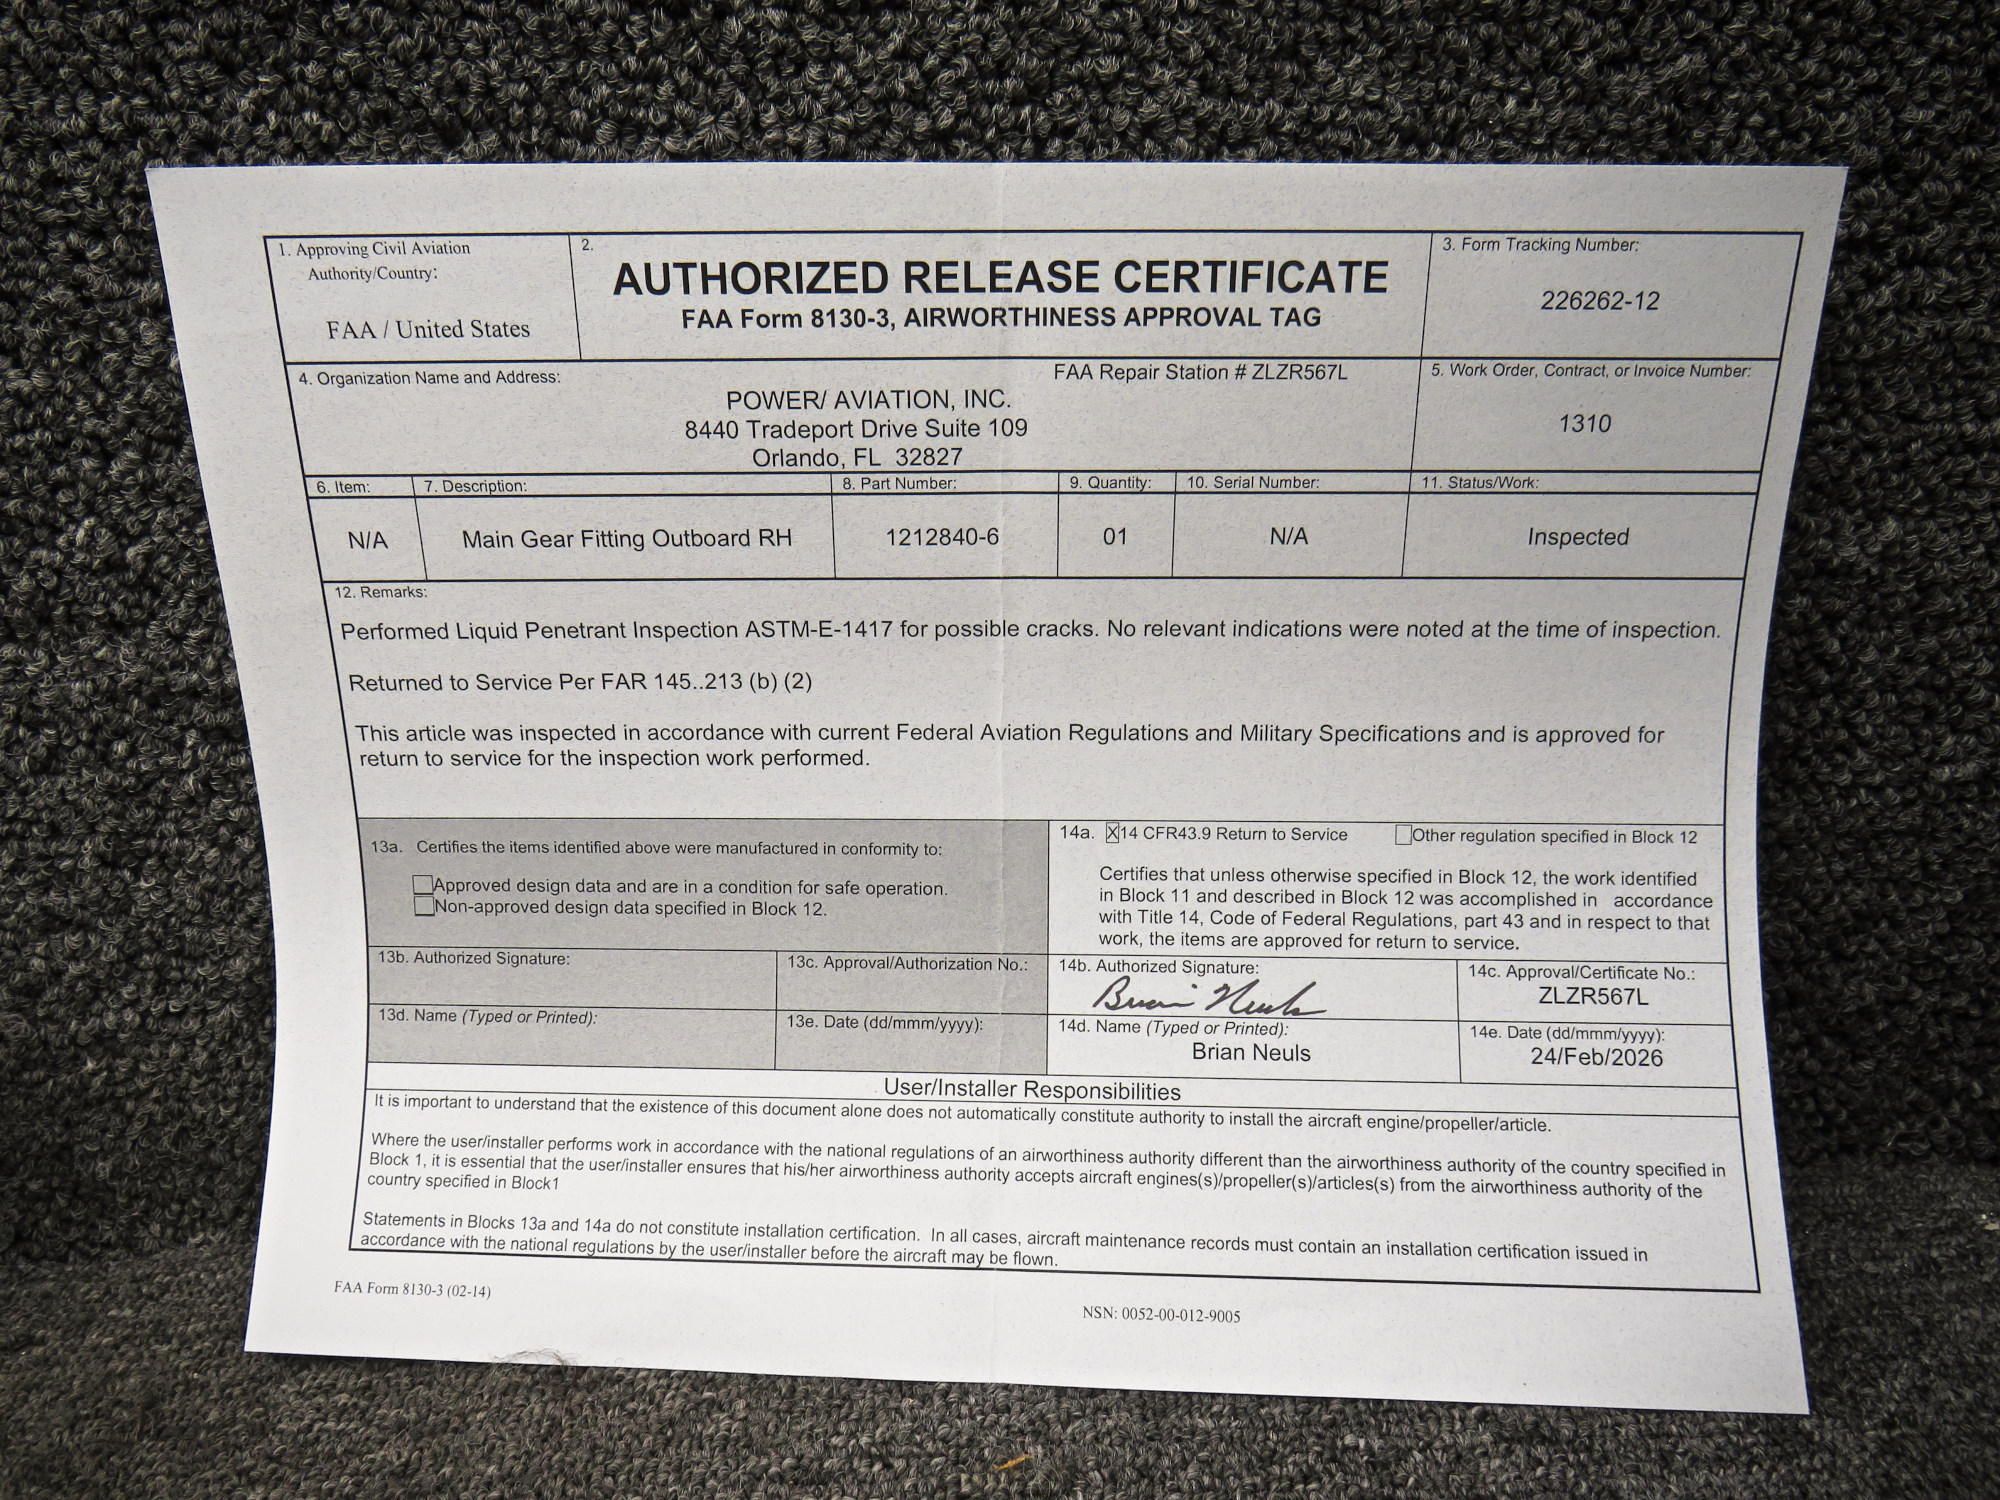 1. Approving Civil Aviation
Authority/Country:
FAA / United States
2.
AUTHORIZED RELEASE CERTIFICATE
FAA Form 8130-3, AIRWORTHINESS APPROVAL TAG
3. Form Tracking Number:
226262-12
4. Organization Name and Address:
FAA Repair Station # ZLZR567L
POWER/ AVIATION, INC.
8440 Tradeport Drive Suite 109
Orlando, FL 32827
5. Work Order, Contract, or Invoice Number:
1310
6. Item:
N/A
7. Description:
Main Gear Fitting Outboard RH
8. Part Number:
1212840-6
9. Quantity:
01
10. Serial Number:
N/A
11. Status/Work:
Inspected
12. Remarks:
Performed Liquid Penetrant Inspection ASTM-E-1417 for possible cracks. No relevant indications were noted at the time of inspection.
Returned to Service Per FAR 145..213 (b) (2)
This article was inspected in accordance with current Federal Aviation Regulations and Military Specifications and is approved for
return to service for the inspection work performed.
13a. Certifies the items identified above were manufactured in conformity to:
Approved design data and are in a condition for safe operation.
Non-approved design data specified in Block 12.
14a. X 14 CFR43.9 Return to Service Other regulation specified in Block 12
Certifies that unless otherwise specified in Block 12, the work identified
in Block 11 and described in Block 12 was accomplished in accordance
with Title 14, Code of Federal Regulations, part 43 and in respect to that
work, the items are approved for return to service.
13b. Authorized Signature:
13c. Approval/Authorization No.:
14b. Authorized Signature:
Brian Neuls
14c. Approval/Certificate No.:
ZLZR567L
13d. Name (Typed or Printed):
13e. Date (dd/mmm/yyyy):
14d. Name (Typed or Printed):
Brian Neuls
14e. Date (dd/mmm/yyyy):
24/Feb/2026
User/Installer Responsibilities
It is important to understand that the existence of this document alone does not automatically constitute authority to install the aircraft engine/propeller/article.
Where the user/installer performs work in accordance with the national regulations of an airworthiness authority different than the airworthiness authority of the country specified in
Block 1, it is essential that the user/installer ensures that his/her airworthiness authority accepts aircraft engines(s)/propeller(s)/articles(s) from the airworthiness authority of the
country specified in Block1
Statements in Blocks 13a and 14a do not constitute installation certification. In all cases, aircraft maintenance records must contain an installation certification issued in
accordance with the national regulations by the user/installer before the aircraft may be flown.
FAA Form 8130-3 (02-14)
NSN: 0052-00-012-9005